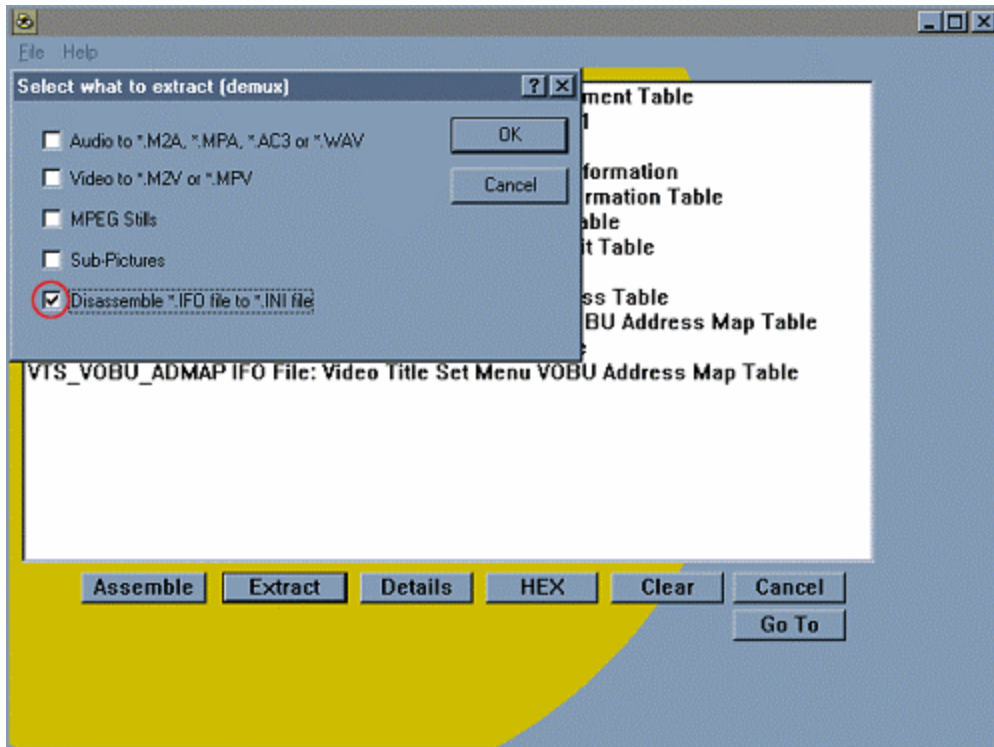 File Help
Select what to extract (demux)
Audio to *.M2A, *.MPA, *.AC3 or *.WAV
OK
Video to *.M2V or *.MPV
Cancel
MPEG Stills
Sub-Pictures
Disassemble *.IFO file to *.INI file
ment Table
1
formation
rmation Table
able
it Table
ss Table
BU Address Map Table
VTS_VOBU_ADMAP IFO File: Video Title Set Menu VOBU Address Map Table
Assemble Extract Details HEX Clear Cancel
Go To